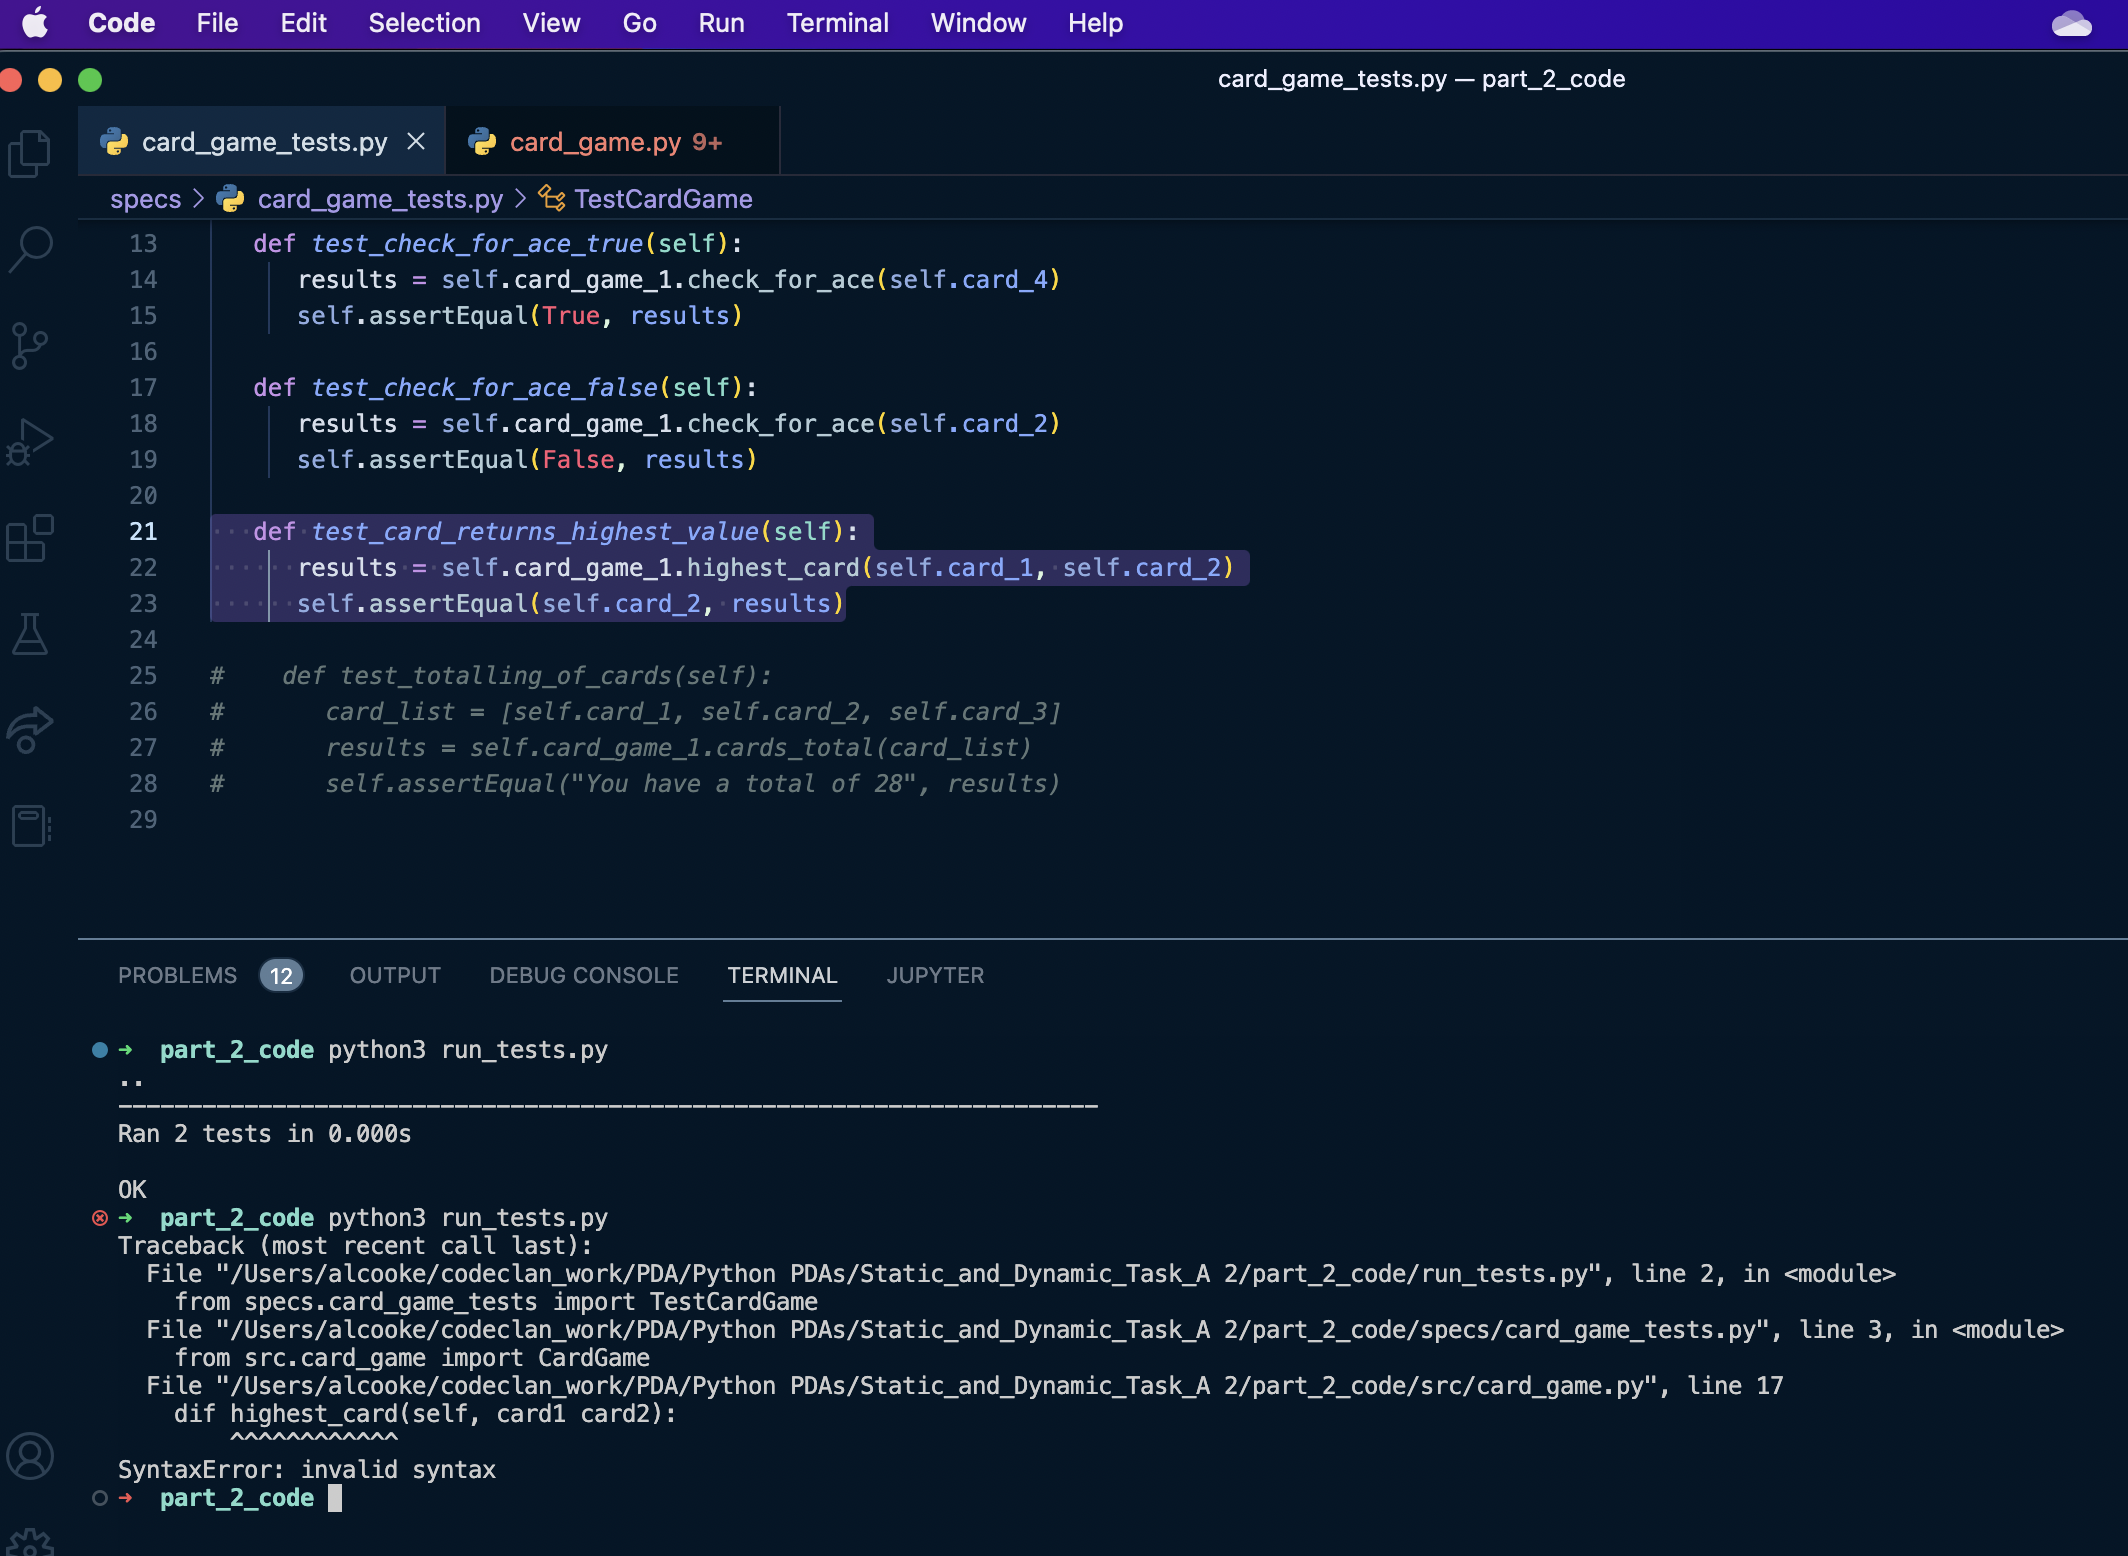 Code File Edit Selection View Go Run Terminal Window Help
card_game_tests.py — part_2_code
card_game_tests.py card_game.py 9+
specs > card_game_tests.py > TestCardGame
13 def test_check_for_ace_true(self):
14 results = self.card_game_1.check_for_ace(self.card_4)
15 self.assertEqual(True, results)
16
17 def test_check_for_ace_false(self):
18 results = self.card_game_1.check_for_ace(self.card_2)
19 self.assertEqual(False, results)
20
21 def test_card_returns_highest_value(self):
22 results = self.card_game_1.highest_card(self.card_1, self.card_2)
23 self.assertEqual(self.card_2, results)
24
25 # def test_totalling_of_cards(self):
26 # card_list = [self.card_1, self.card_2, self.card_3]
27 # results = self.card_game_1.cards_total(card_list)
28 # self.assertEqual("You have a total of 28", results)
29
PROBLEMS 12 OUTPUT DEBUG CONSOLE TERMINAL JUPYTER
➜ part_2_code python3 run_tests.py
..
----------------------------------------------------------------------
Ran 2 tests in 0.000s
OK
➜ part_2_code python3 run_tests.py
Traceback (most recent call last):
File "/Users/alcooke/codeclan_work/PDA/Python PDAs/Static_and_Dynamic_Task_A 2/part_2_code/run_tests.py", line 2, in <module>
from specs.card_game_tests import TestCardGame
File "/Users/alcooke/codeclan_work/PDA/Python PDAs/Static_and_Dynamic_Task_A 2/part_2_code/specs/card_game_tests.py", line 3, in <module>
from src.card_game import CardGame
File "/Users/alcooke/codeclan_work/PDA/Python PDAs/Static_and_Dynamic_Task_A 2/part_2_code/src/card_game.py", line 17
dif highest_card(self, card1 card2):
^^^^^^^^^^^^
SyntaxError: invalid syntax
➜ part_2_code